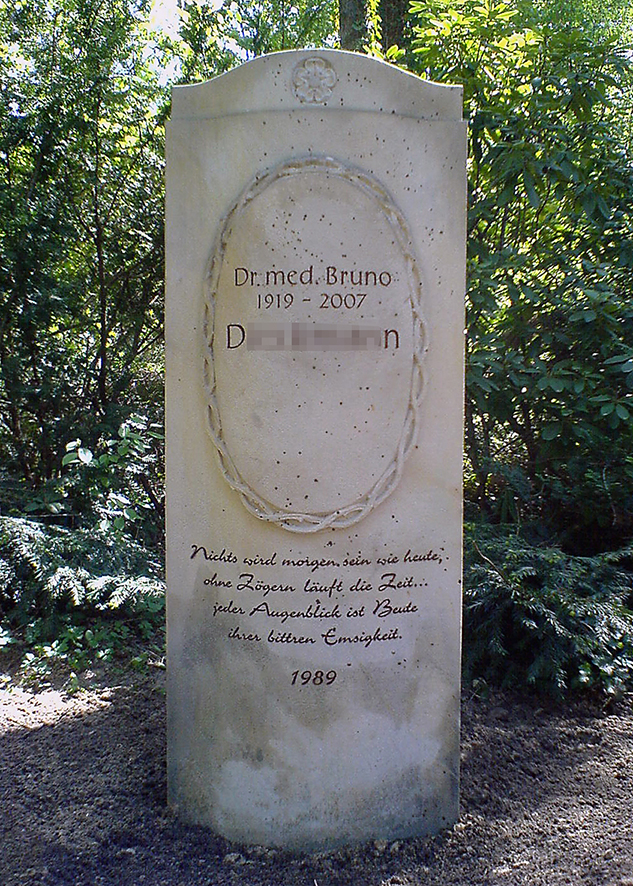 Dr. med. Bruno
1919 - 2007
Nichts wird morgen sein wie heute,
ohne Zögern läuft die Zeit...
jeder Augenblick ist Beute
ihrer bittren Emsigkeit.
1989